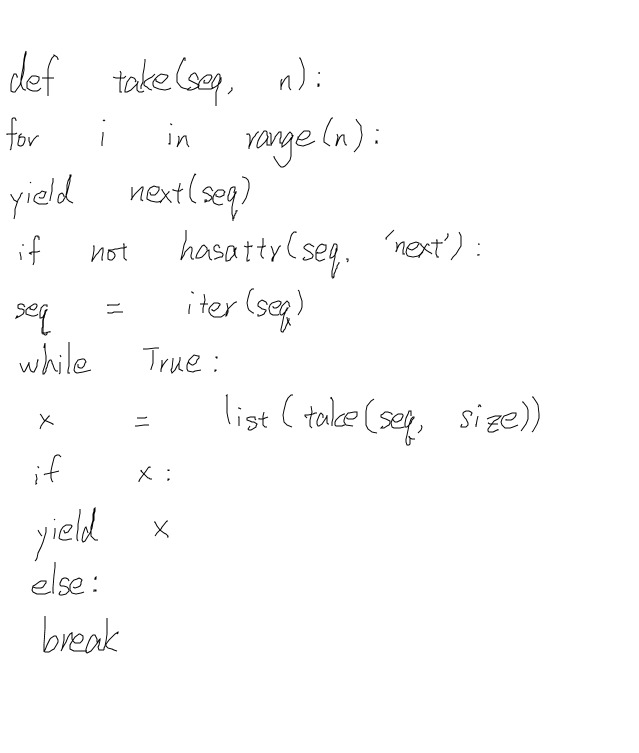 def take(seq, n):
for i in range(n):
yield next(seq)
if not hasattr(seq, 'next'):
seq = iter(seq)
while True:
x = list(take(seq, size))
if x:
yield x
else:
break